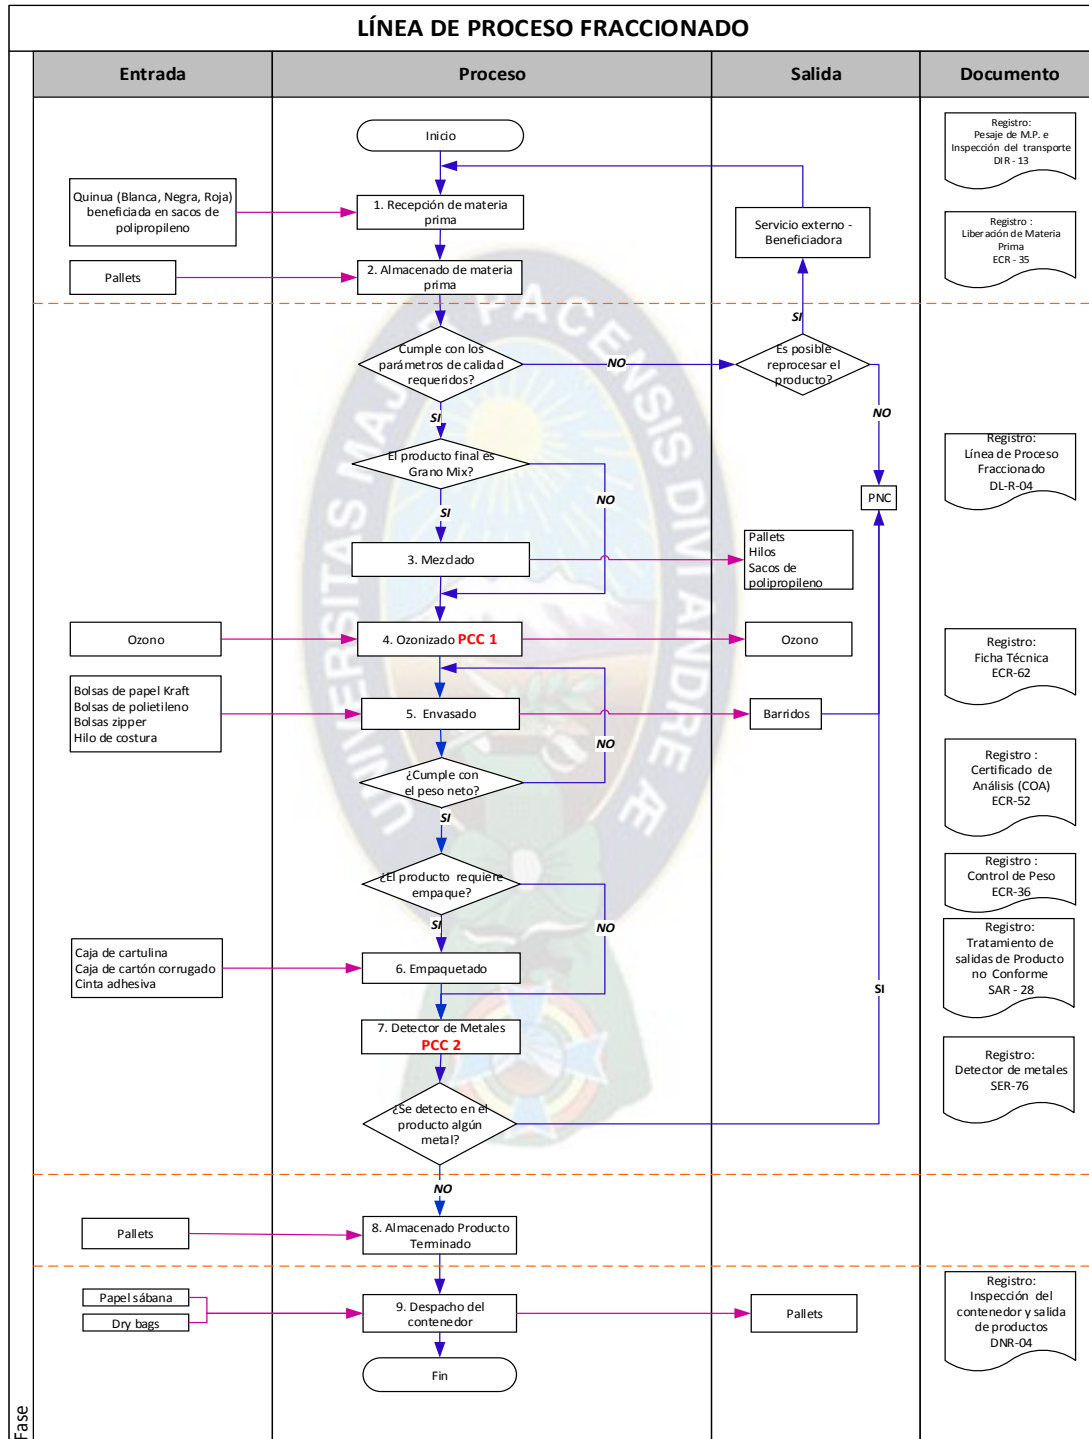 LÍNEA DE PROCESO FRACCIONADO
Entrada
Proceso
Salida
Documento
Inicio
Registro:
Pesaje de M.P. e
Inspección del transporte
DIR - 13
Quinua (Blanca, Negra, Roja)
beneficiada en sacos de
polipropileno
1. Recepción de materia
prima
Servicio externo -
Beneficiadora
Registro :
Liberación de Materia
Prima
ECR - 35
Pallets
2. Almacenado de materia
prima
SI
Cumple con los
parámetros de calidad
requeridos?
NO
Es posible
reprocesar el
producto?
NO
SI
El producto final es
Grano Mix?
NO
SI
PNC
Registro:
Línea de Proceso
Fraccionado
DL-R-04
3. Mezclado
Pallets
Hilos
Sacos de
polipropileno
Ozono
4. Ozonizado PCC 1
Ozono
Registro:
Ficha Técnica
ECR-62
Bolsas de papel Kraft
Bolsas de polietileno
Bolsas zipper
Hilo de costura
5. Envasado
Barridos
NO
¿Cumple con
el peso neto?
SI
Registro :
Certificado de
Análisis (COA)
ECR-52
¿El producto requiere
empaque?
SI
NO
Registro :
Control de Peso
ECR-36
Caja de cartulina
Caja de cartón corrugado
Cinta adhesiva
6. Empaquetado
SI
Registro:
Tratamiento de
salidas de Producto
no Conforme
SAR - 28
7. Detector de Metales
PCC 2
Registro:
Detector de metales
SER-76
¿Se detecto en el
producto algún
metal?
NO
Pallets
8. Almacenado Producto
Terminado
Papel sábana
Dry bags
9. Despacho del
contenedor
Pallets
Registro:
Inspección del
contenedor y salida
de productos
DNR-04
Fin
Fase
UNIVERSITAS MAJOR PACENSIS DIVI ANDRE Æ